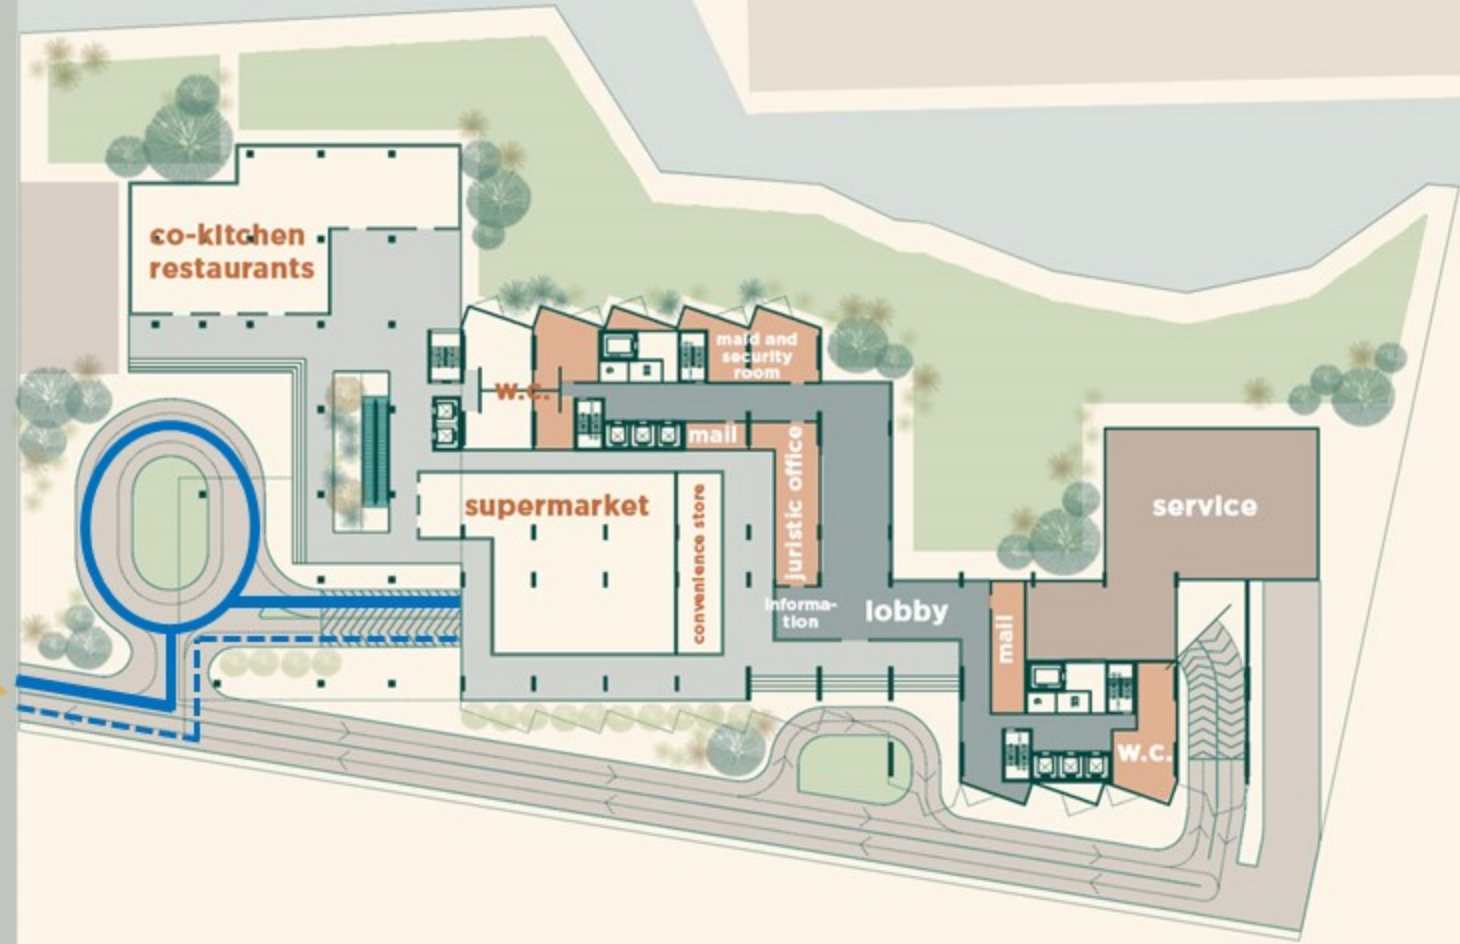 co-kitchen
restaurants
maid and
security
room
w.c.
mail
juristic office
supermarket
convenience store
service
informa-
tion
lobby
mail
w.c.